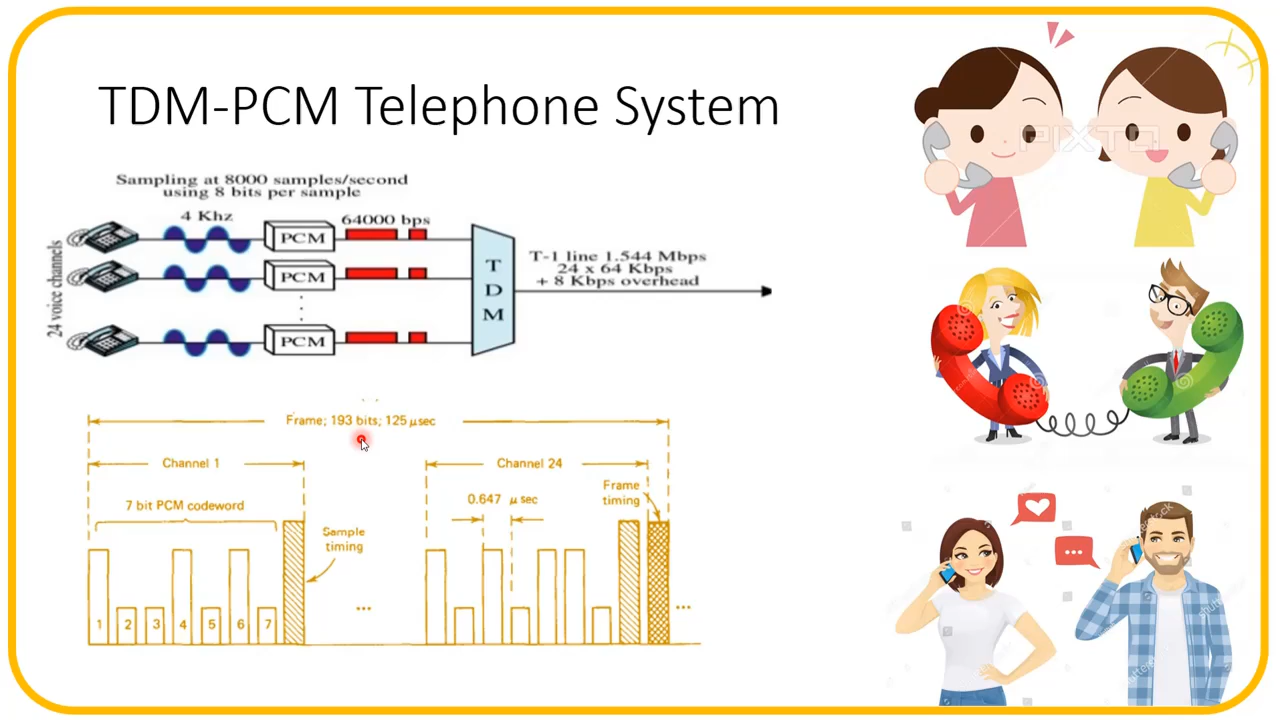 TDM-PCM Telephone System
Sampling at 8000 samples/second
using 8 bits per sample
4 Khz
64000 bps
24 voice channels
PCM
PCM
PCM
T
D
M
T-1 line 1.544 Mbps
24 x 64 Kbps
+ 8 Kbps overhead
Frame; 193 bits; 125 μsec
Channel 1
Channel 24
7 bit PCM codeword
0.647 μsec
Frame
timing
Sample
timing
1 2 3 4 5 6 7
...
...
PIXTA
shutterstock